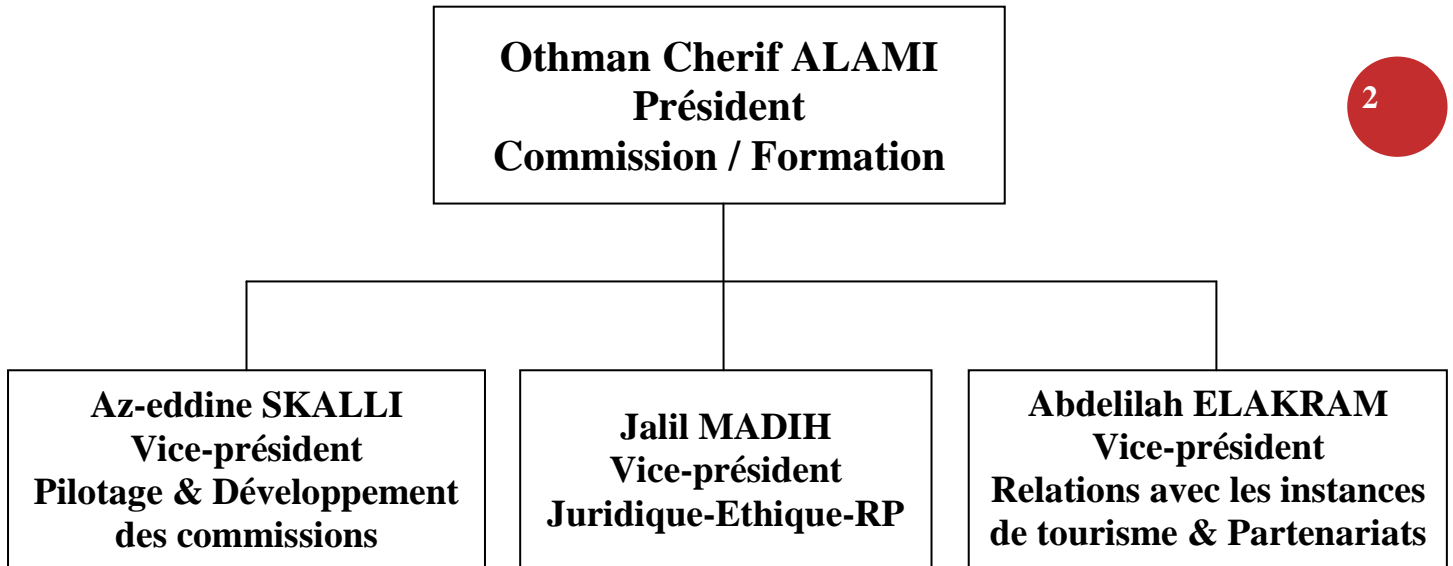 Othman Cherif ALAMI
Président
Commission / Formation
2
Az-eddine SKALLI
Vice-président
Pilotage & Développement
des commissions
Jalil MADIH
Vice-président
Juridique-Ethique-RP
Abdelilah ELAKRAM
Vice-président
Relations avec les instances
de tourisme & Partenariats